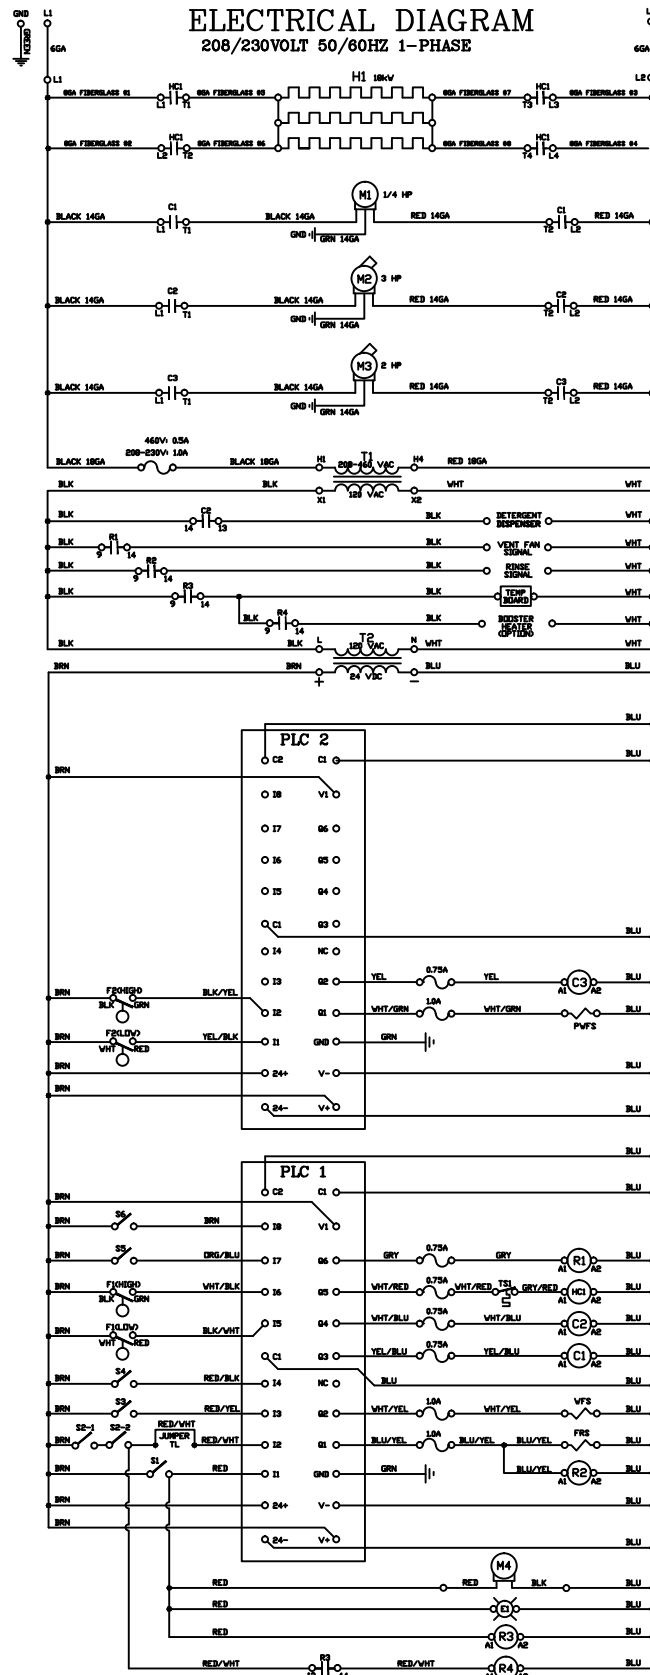 ELECTRICAL DIAGRAM
208/230VOLT 50/60HZ 1-PHASE
GND L1 L
GREEN 6GA 6GA
L1 L2
H1 18kW
6GA FIBERGLASS 01 HC1 6GA FIBERGLASS 05 6GA FIBERGLASS 07 HC1 6GA FIBERGLASS 03
L1 T1 T3 L3
6GA FIBERGLASS 02 HC1 6GA FIBERGLASS 06 6GA FIBERGLASS 08 HC1 6GA FIBERGLASS 04
L2 T2 T4 L4
M1 1/4 HP
BLACK 14GA C1 BLACK 14GA RED 14GA C1 RED 14GA
L1 T1 GND GRN 14GA T2 L2
M2 3 HP
BLACK 14GA C2 BLACK 14GA RED 14GA C2 RED 14GA
L1 T1 GND GRN 14GA T2 L2
M3 2 HP
BLACK 14GA C3 BLACK 14GA RED 14GA C3 RED 14GA
L1 T1 GND GRN 14GA T2 L2
460V: 0.5A
208-230V: 1.0A
BLACK 18GA BLACK 18GA H1 T1 H4 RED 18GA
208-460 VAC
BLK BLK X1 120 VAC X2 WHT WHT
BLK C2 BLK DETERGENT DISPENSER WHT
14 13
BLK R1 BLK VENT FAN SIGNAL WHT
9 14
BLK R2 BLK RINSE SIGNAL WHT
9 14
BLK R3 BLK TEMP BOARD WHT
9 14
BLK R4 BLK BOOSTER HEATER (OPTION) WHT
9 14
BLK BLK L T2 N WHT WHT
120 VAC
BRN BRN 24 VDC BLU BLU
+ −
BLU
PLC 2
C2 C1 BLU
BRN
I8 V1
I7 Q6
I6 Q5
I5 Q4
C1 Q3 BLU
I4 NC
I3 Q2 YEL 0.75A YEL C3 BLU
A1 A2
BRN F2(HIGH) BLK/YEL
BLK GRN
I2 Q1 WHT/GRN 1.0A WHT/GRN BLU
PWFS
BRN F2(LOW) YEL/BLK I1 GND GRN
WHT RED
BRN 24+ V- BLU
BRN
24- V+ BLU
BLU
PLC 1
C2 C1 BLU
BRN
V1
BRN S6 BRN I8
BRN S5 ORG/BLU I7 Q6 GRY 0.75A GRY R1 BLU
A1 A2
BRN F1(HIGH) WHT/BLK I6 Q5 WHT/RED 0.75A WHT/RED TS1 GRY/RED HC1 BLU
BLK GRN A1 A2
I5 Q4 WHT/BLU 0.75A WHT/BLU C2 BLU
A1 A2
BRN F1(LOW) BLK/WHT
WHT RED
C1 Q3 YEL/BLU 0.75A YEL/BLU C1 BLU
A1 A2
BRN S4 RED/BLK I4 NC BLU BLU
BRN S3 RED/YEL I3 Q2 WHT/YEL 1.0A WHT/YEL WFS BLU
RED/WHT
BRN S2-1 S2-2 JUMPER TL RED/WHT I2 Q1 BLU/YEL 1.0A BLU/YEL BLU/YEL FRS BLU
BRN S1 RED I1 GND GRN BLU/YEL R2 BLU
A1 A2
BRN 24+ V- BLU
BRN
24- V+ BLU
M4
RED RED BLK BLU
RED BLU
RED R3 BLU
A1 A2
RED/WHT R3 RED/WHT R4 BLU
A1 A2